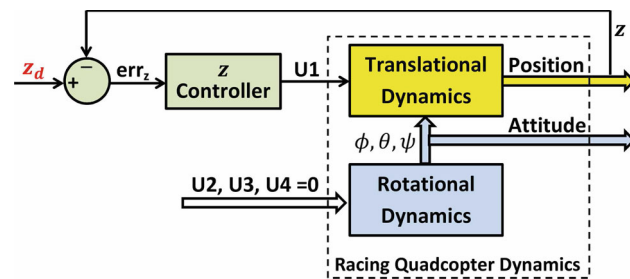 z
z_d
+
−
err_z
z
Controller
U1
Translational
Dynamics
Position
ϕ, θ, ψ
Attitude
U2, U3, U4 =0
Rotational
Dynamics
Racing Quadcopter Dynamics